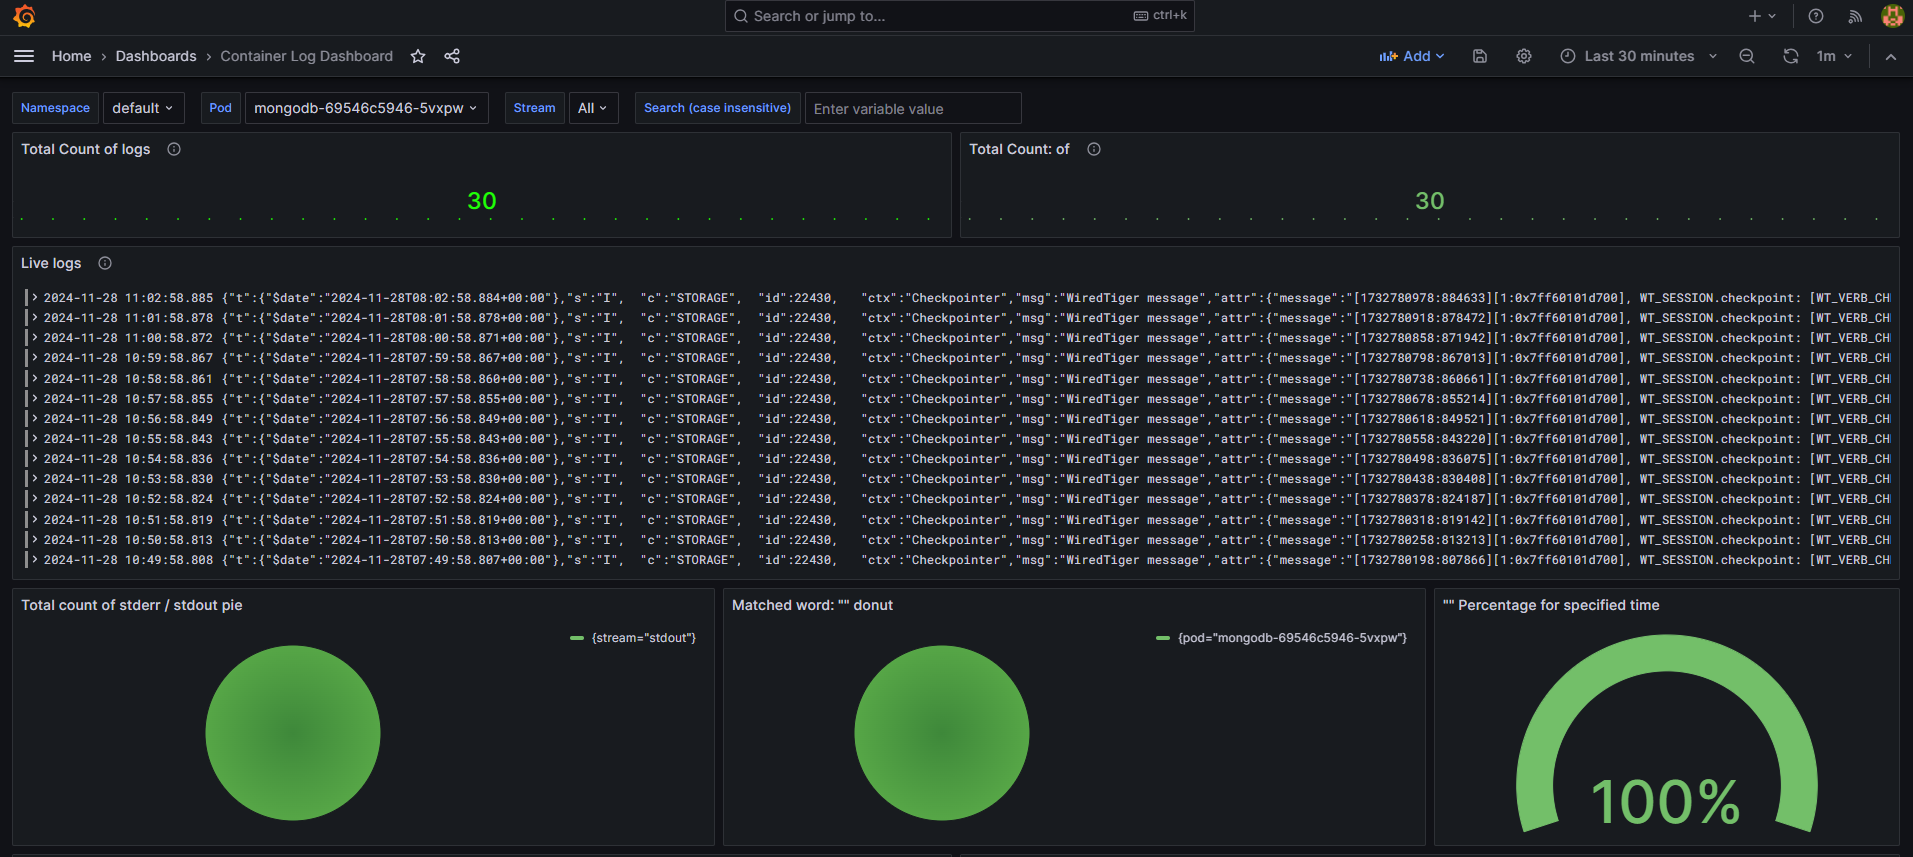 Search or jump to... ctrl+k
Home › Dashboards › Container Log Dashboard Add Last 30 minutes 1m
Namespace default Pod mongodb-69546c5946-5vxpw Stream All Search (case insensitive) Enter variable value
Total Count of logs
30
Total Count: of
30
Live logs
2024-11-28 11:02:58.885 {"t":{"$date":"2024-11-28T08:02:58.884+00:00"},"s":"I", "c":"STORAGE", "id":22430, "ctx":"Checkpointer","msg":"WiredTiger message","attr":{"message":"[1732780978:884633][1:0x7ff60101d700], WT_SESSION.checkpoint: [WT_VERB_CH
2024-11-28 11:01:58.878 {"t":{"$date":"2024-11-28T08:01:58.878+00:00"},"s":"I", "c":"STORAGE", "id":22430, "ctx":"Checkpointer","msg":"WiredTiger message","attr":{"message":"[1732780918:878472][1:0x7ff60101d700], WT_SESSION.checkpoint: [WT_VERB_CH
2024-11-28 11:00:58.872 {"t":{"$date":"2024-11-28T08:00:58.871+00:00"},"s":"I", "c":"STORAGE", "id":22430, "ctx":"Checkpointer","msg":"WiredTiger message","attr":{"message":"[1732780858:871942][1:0x7ff60101d700], WT_SESSION.checkpoint: [WT_VERB_CH
2024-11-28 10:59:58.867 {"t":{"$date":"2024-11-28T07:59:58.867+00:00"},"s":"I", "c":"STORAGE", "id":22430, "ctx":"Checkpointer","msg":"WiredTiger message","attr":{"message":"[1732780798:867013][1:0x7ff60101d700], WT_SESSION.checkpoint: [WT_VERB_CH
2024-11-28 10:58:58.861 {"t":{"$date":"2024-11-28T07:58:58.860+00:00"},"s":"I", "c":"STORAGE", "id":22430, "ctx":"Checkpointer","msg":"WiredTiger message","attr":{"message":"[1732780738:860661][1:0x7ff60101d700], WT_SESSION.checkpoint: [WT_VERB_CH
2024-11-28 10:57:58.855 {"t":{"$date":"2024-11-28T07:57:58.855+00:00"},"s":"I", "c":"STORAGE", "id":22430, "ctx":"Checkpointer","msg":"WiredTiger message","attr":{"message":"[1732780678:855214][1:0x7ff60101d700], WT_SESSION.checkpoint: [WT_VERB_CH
2024-11-28 10:56:58.849 {"t":{"$date":"2024-11-28T07:56:58.849+00:00"},"s":"I", "c":"STORAGE", "id":22430, "ctx":"Checkpointer","msg":"WiredTiger message","attr":{"message":"[1732780618:849521][1:0x7ff60101d700], WT_SESSION.checkpoint: [WT_VERB_CH
2024-11-28 10:55:58.843 {"t":{"$date":"2024-11-28T07:55:58.843+00:00"},"s":"I", "c":"STORAGE", "id":22430, "ctx":"Checkpointer","msg":"WiredTiger message","attr":{"message":"[1732780558:843220][1:0x7ff60101d700], WT_SESSION.checkpoint: [WT_VERB_CH
2024-11-28 10:54:58.836 {"t":{"$date":"2024-11-28T07:54:58.836+00:00"},"s":"I", "c":"STORAGE", "id":22430, "ctx":"Checkpointer","msg":"WiredTiger message","attr":{"message":"[1732780498:836075][1:0x7ff60101d700], WT_SESSION.checkpoint: [WT_VERB_CH
2024-11-28 10:53:58.830 {"t":{"$date":"2024-11-28T07:53:58.830+00:00"},"s":"I", "c":"STORAGE", "id":22430, "ctx":"Checkpointer","msg":"WiredTiger message","attr":{"message":"[1732780438:830408][1:0x7ff60101d700], WT_SESSION.checkpoint: [WT_VERB_CH
2024-11-28 10:52:58.824 {"t":{"$date":"2024-11-28T07:52:58.824+00:00"},"s":"I", "c":"STORAGE", "id":22430, "ctx":"Checkpointer","msg":"WiredTiger message","attr":{"message":"[1732780378:824187][1:0x7ff60101d700], WT_SESSION.checkpoint: [WT_VERB_CH
2024-11-28 10:51:58.819 {"t":{"$date":"2024-11-28T07:51:58.819+00:00"},"s":"I", "c":"STORAGE", "id":22430, "ctx":"Checkpointer","msg":"WiredTiger message","attr":{"message":"[1732780318:819142][1:0x7ff60101d700], WT_SESSION.checkpoint: [WT_VERB_CH
2024-11-28 10:50:58.813 {"t":{"$date":"2024-11-28T07:50:58.813+00:00"},"s":"I", "c":"STORAGE", "id":22430, "ctx":"Checkpointer","msg":"WiredTiger message","attr":{"message":"[1732780258:813213][1:0x7ff60101d700], WT_SESSION.checkpoint: [WT_VERB_CH
2024-11-28 10:49:58.808 {"t":{"$date":"2024-11-28T07:49:58.807+00:00"},"s":"I", "c":"STORAGE", "id":22430, "ctx":"Checkpointer","msg":"WiredTiger message","attr":{"message":"[1732780198:807866][1:0x7ff60101d700], WT_SESSION.checkpoint: [WT_VERB_CH
Total count of stderr / stdout pie
{stream="stdout"}
Matched word: "" donut
{pod="mongodb-69546c5946-5vxpw"}
"" Percentage for specified time
100%